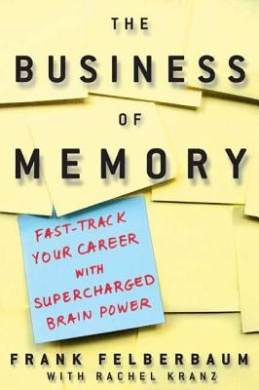 THE
BUSINESS
OF
MEMORY
FAST-TRACK
YOUR CAREER
WITH
SUPERCHARGED
BRAIN POWER
FRANK FELBERBAUM
WITH RACHEL KRANZ